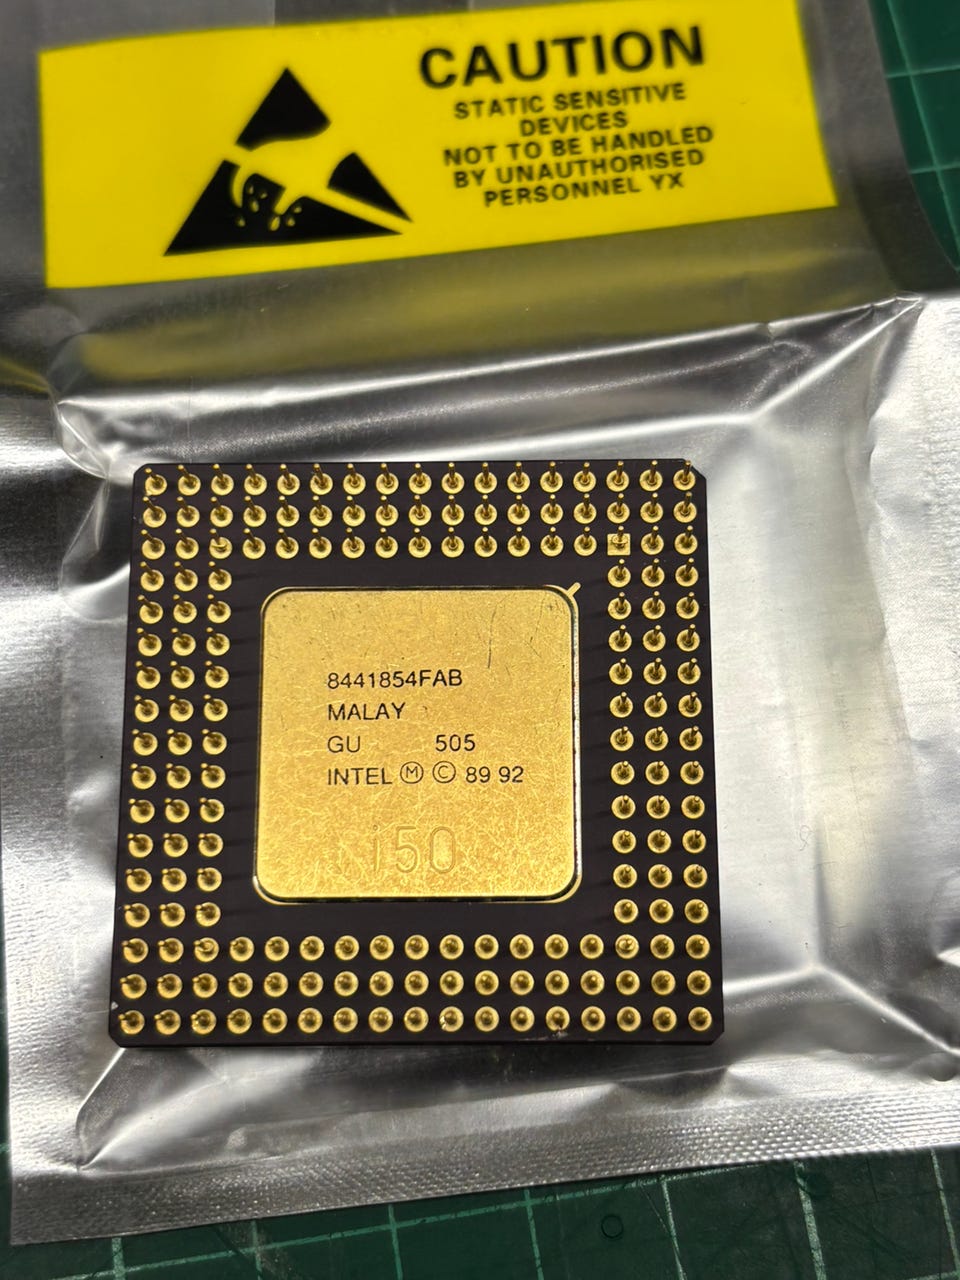 CAUTION
STATIC SENSITIVE
DEVICES
NOT TO BE HANDLED
BY UNAUTHORISED
PERSONNEL YX
8441854FAB
MALAY
GU 505
INTEL Ⓜ © 89 92
i50